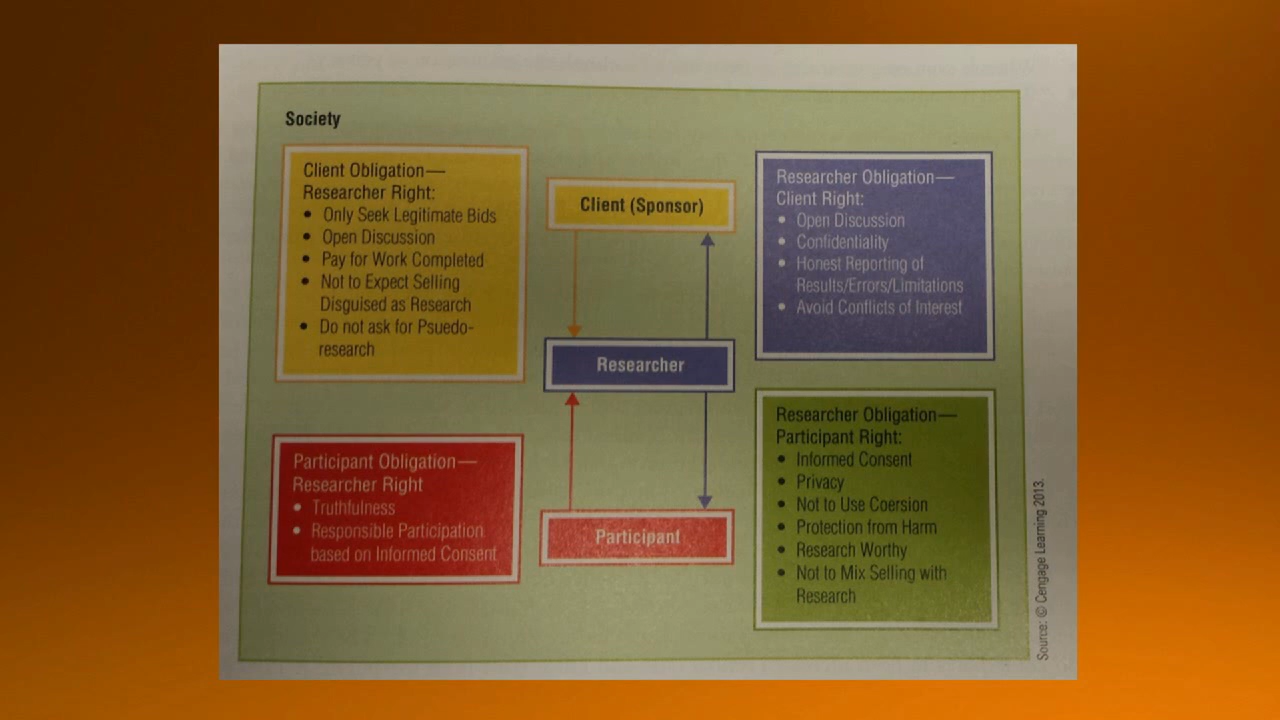 Society
Client Obligation—
Researcher Right:
• Only Seek Legitimate Bids
• Open Discussion
• Pay for Work Completed
• Not to Expect Selling
Disguised as Research
• Do not ask for Psuedo-
research
Client (Sponsor)
Researcher Obligation—
Client Right:
• Open Discussion
• Confidentiality
• Honest Reporting of
Results/Errors/Limitations
• Avoid Conflicts of Interest
Researcher
Participant Obligation—
Researcher Right
• Truthfulness
• Responsible Participation
based on Informed Consent
Participant
Researcher Obligation—
Participant Right:
• Informed Consent
• Privacy
• Not to Use Coersion
• Protection from Harm
• Research Worthy
• Not to Mix Selling with
Research
Source: © Cengage Learning 2013.